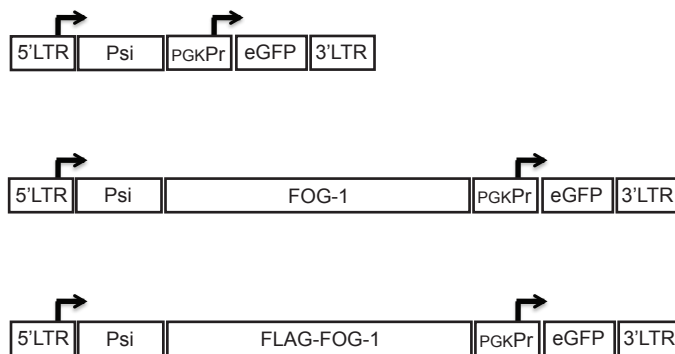 5'LTR Psi PGKPr eGFP 3'LTR
5'LTR Psi FOG-1 PGKPr eGFP 3'LTR
5'LTR Psi FLAG-FOG-1 PGKPr eGFP 3'LTR